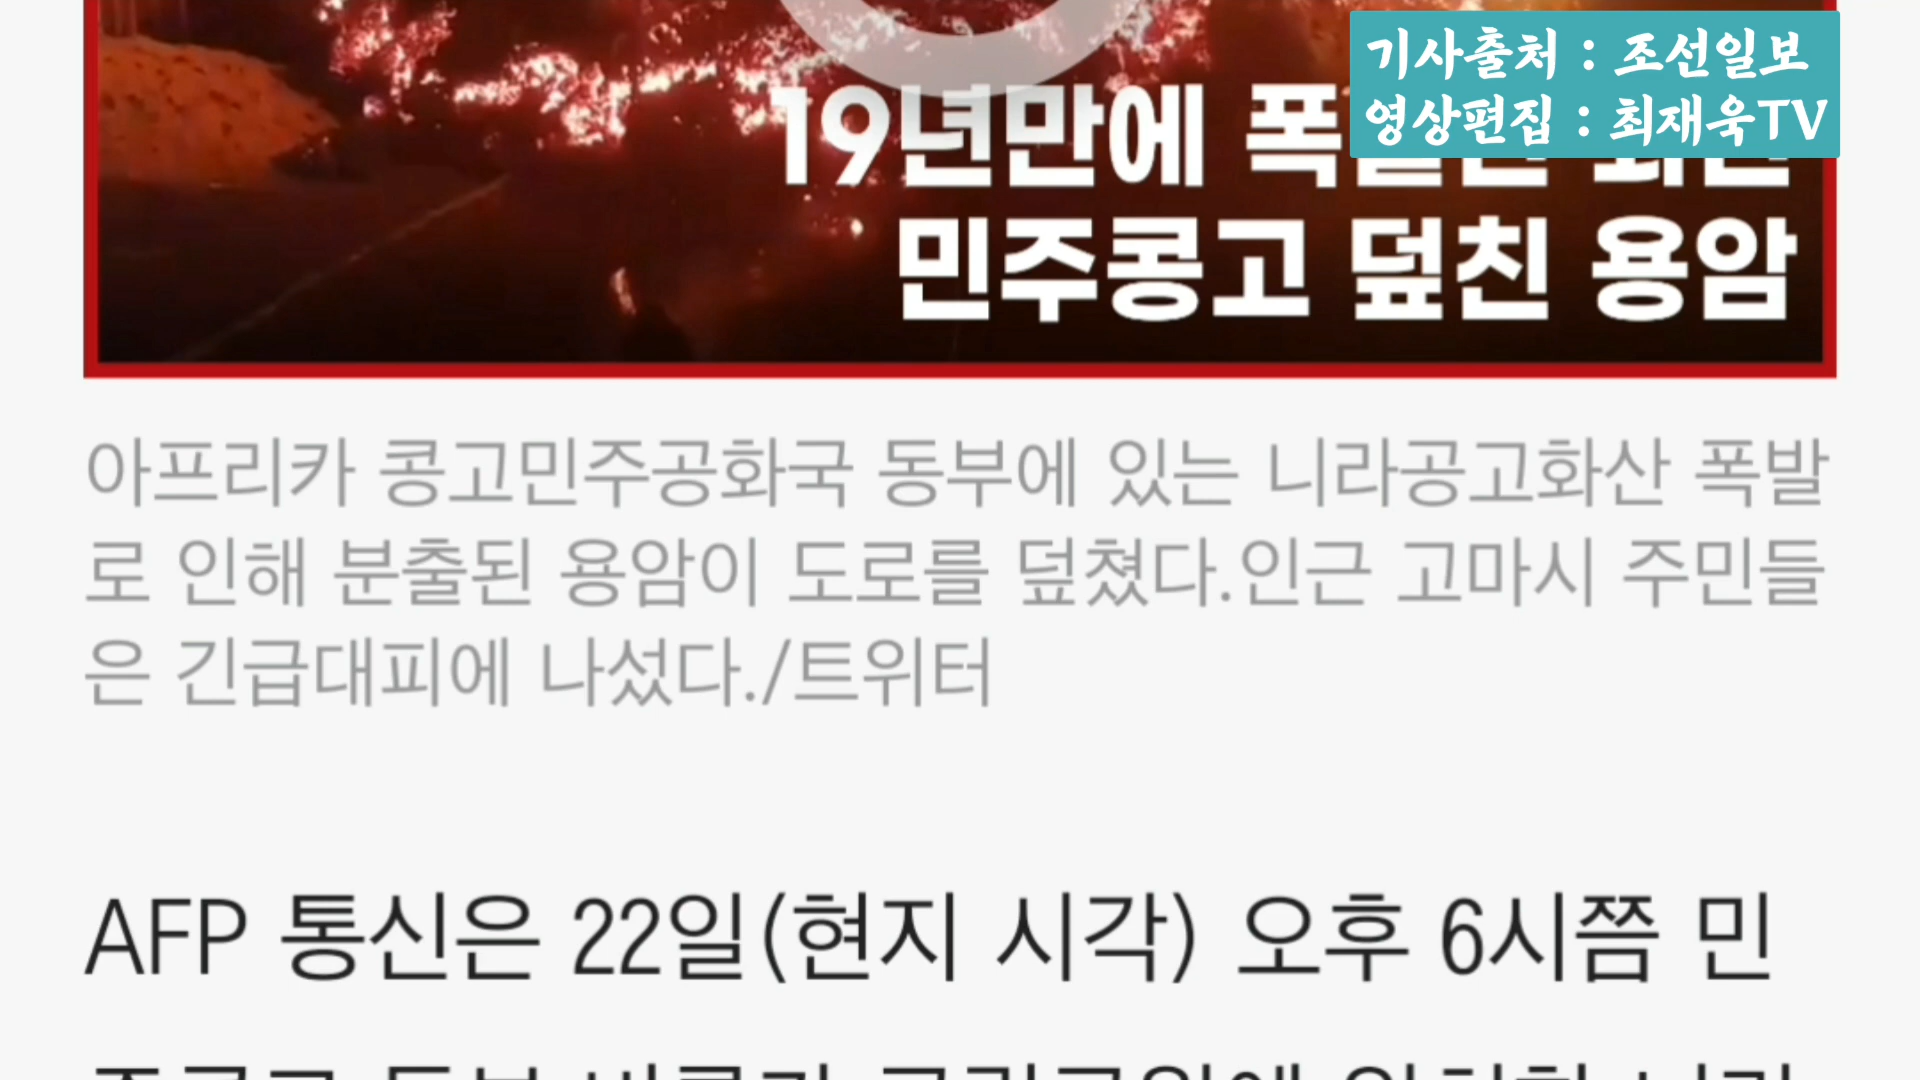 기사출처 : 조선일보
영상편집 : 최재욱TV
19년만에
민주콩고 덮친 용암
아프리카 콩고민주공화국 동부에 있는 니라공고화산 폭발
로 인해 분출된 용암이 도로를 덮쳤다.인근 고마시 주민들
은 긴급대피에 나섰다./트위터
AFP 통신은 22일(현지 시각) 오후 6시쯤 민